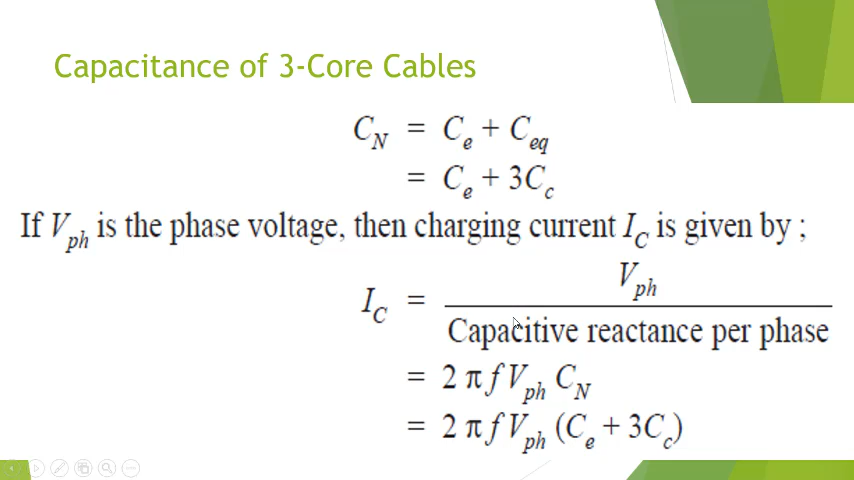 Capacitance of 3-Core Cables
C_N = C_e + C_eq
= C_e + 3C_c
If V_ph is the phase voltage, then charging current I_C is given by ;
I_C = V_ph / Capacitive reactance per phase
= 2 π f V_ph C_N
= 2 π f V_ph (C_e + 3C_c)